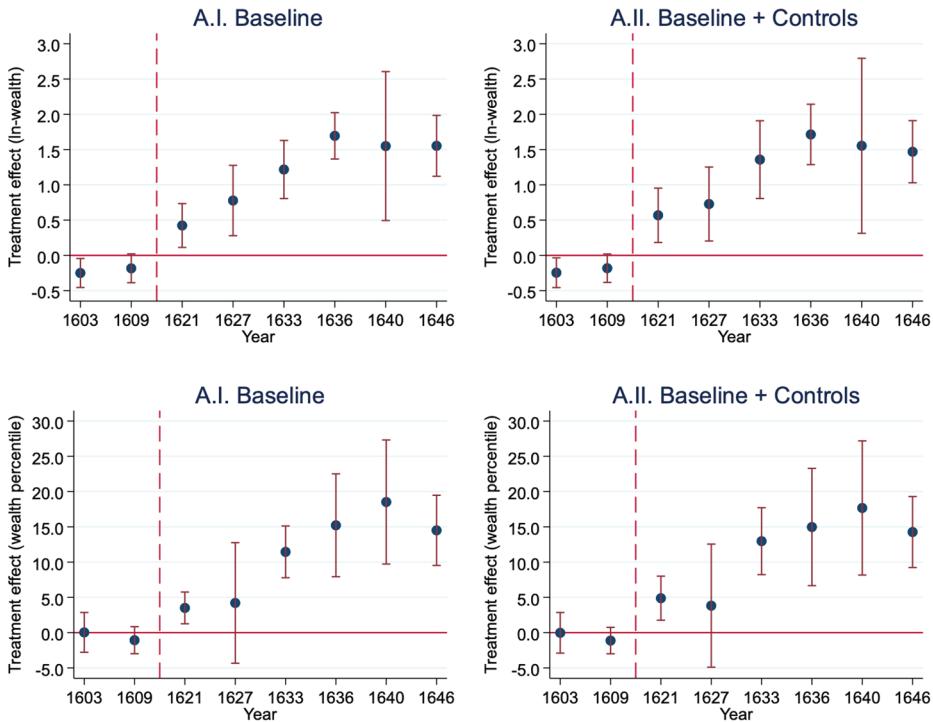 A.I. Baseline
Treatment effect (ln-wealth)
3.0
2.5
2.0
1.5
1.0
0.5
0.0
-0.5
1603 1609 1621 1627 1633 1636 1640 1646
Year
A.II. Baseline + Controls
Treatment effect (ln-wealth)
3.0
2.5
2.0
1.5
1.0
0.5
0.0
-0.5
1603 1609 1621 1627 1633 1636 1640 1646
Year
A.I. Baseline
Treatment effect (wealth percentile)
30.0
25.0
20.0
15.0
10.0
5.0
0.0
-5.0
1603 1609 1621 1627 1633 1636 1640 1646
Year
A.II. Baseline + Controls
Treatment effect (wealth percentile)
30.0
25.0
20.0
15.0
10.0
5.0
0.0
-5.0
1603 1609 1621 1627 1633 1636 1640 1646
Year